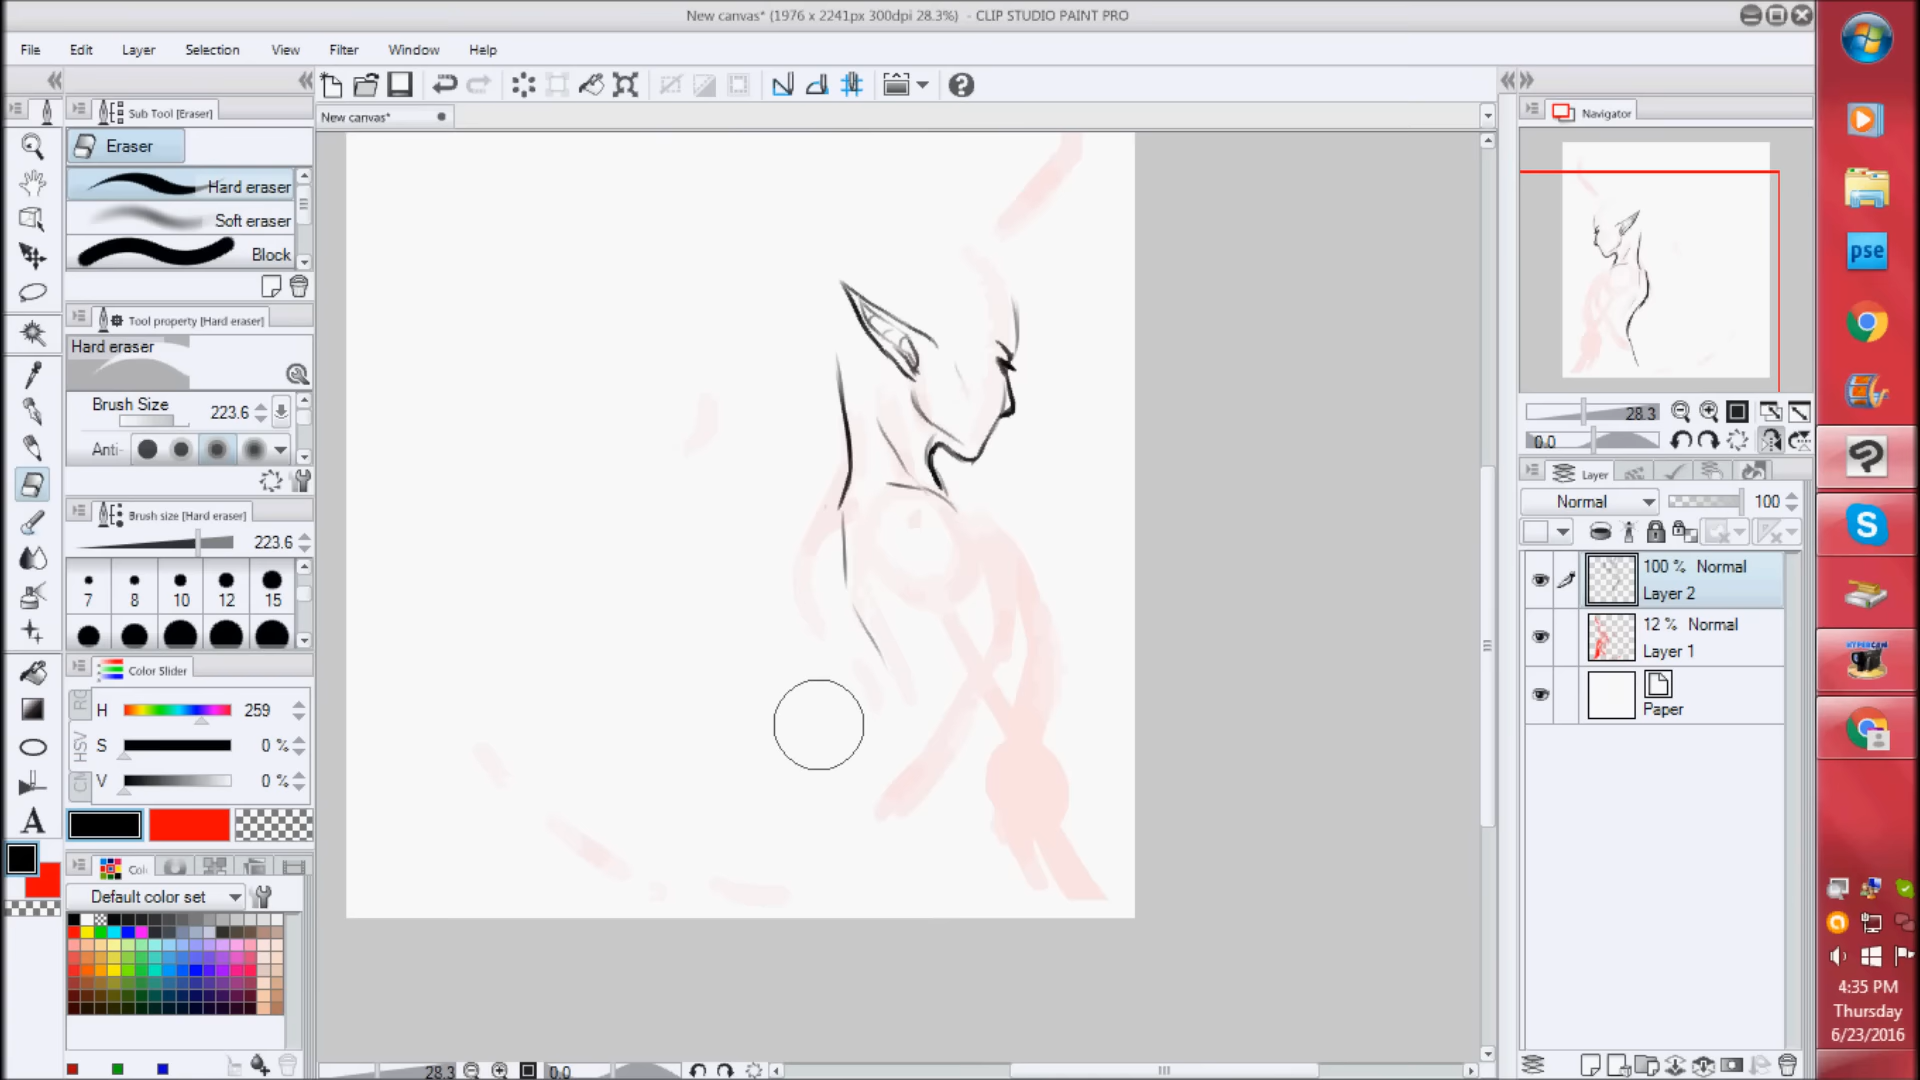 New canvas* (1976 x 2241px 300dpi 28.3%) - CLIP STUDIO PAINT PRO
File Edit Layer Selection View Filter Window Help
Sub Tool [Eraser]
Eraser
Hard eraser
Soft eraser
Block
Tool property [Hard eraser]
Hard eraser
Brush Size 223.6
Anti-
Brush size [Hard eraser]
223.6
7 8 10 12 15
Color Slider
H 259
S 0 %
V 0 %
HSV
A
Default color set
New canvas*
28.3 0.0
Navigator
28.3
0.0
Layer
Normal 100
100 % Normal
Layer 2
12 % Normal
Layer 1
Paper
pse
S
HYPERCAM
4:35 PM
Thursday
6/23/2016